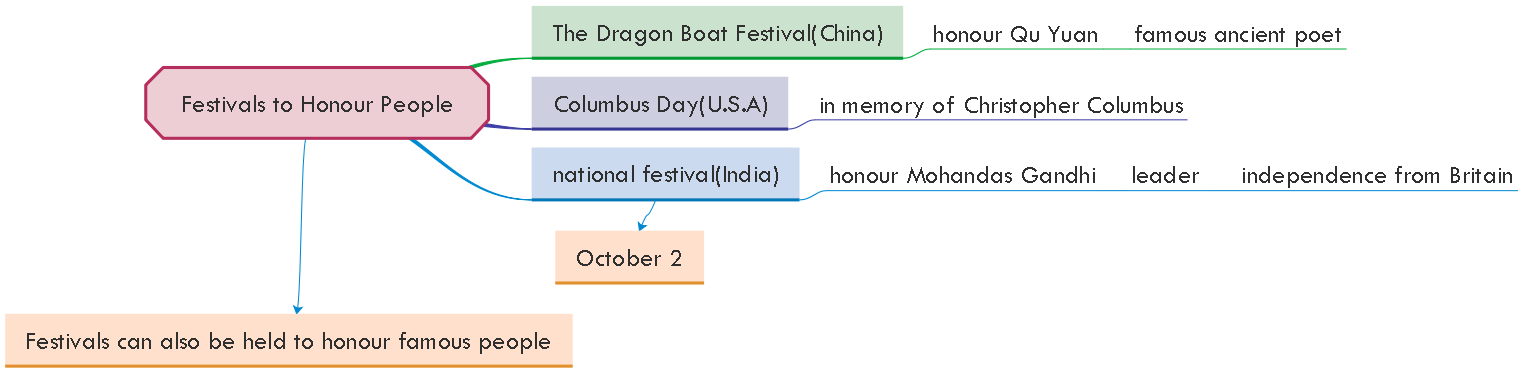 The Dragon Boat Festival(China)
honour Qu Yuan famous ancient poet
Festivals to Honour People
Columbus Day(U.S.A)
in memory of Christopher Columbus
national festival(India)
honour Mohandas Gandhi leader independence from Britain
October 2
Festivals can also be held to honour famous people